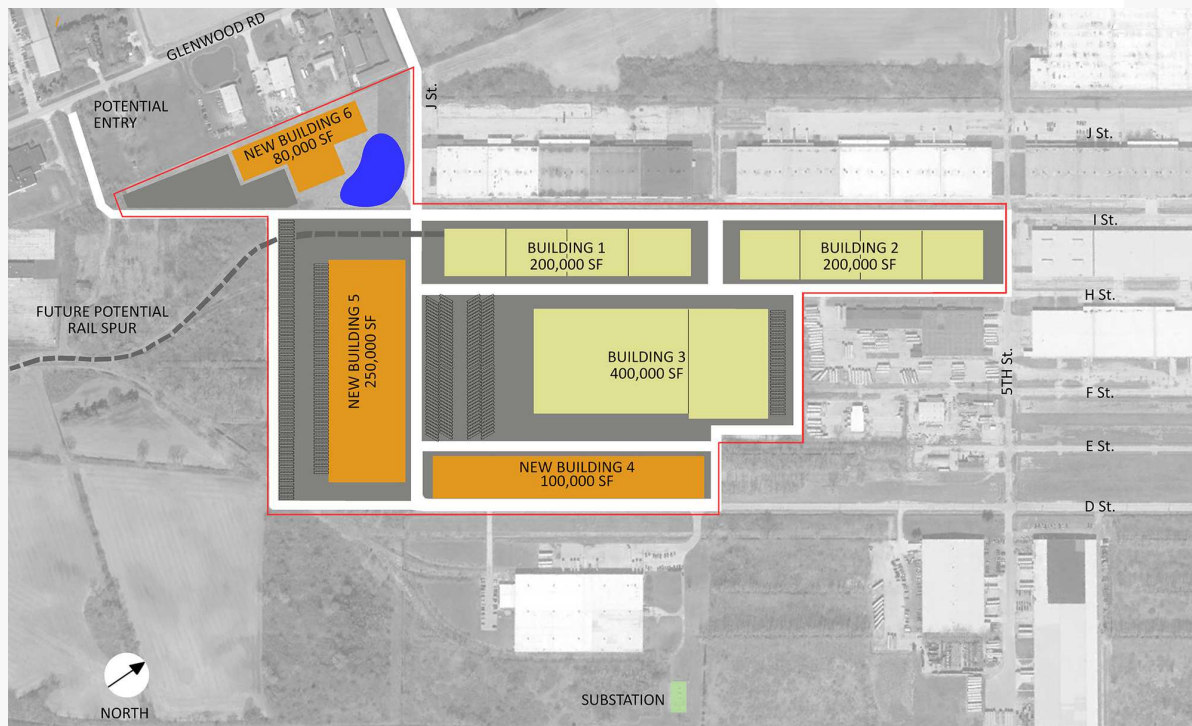 GLENWOOD RD
POTENTIAL
ENTRY
J St.
NEW BUILDING 6
80,000 SF
J St.
I St.
BUILDING 1
200,000 SF
BUILDING 2
200,000 SF
H St.
FUTURE POTENTIAL
RAIL SPUR
NEW BUILDING 5
250,000 SF
BUILDING 3
400,000 SF
5TH St.
F St.
E St.
NEW BUILDING 4
100,000 SF
D St.
NORTH
SUBSTATION